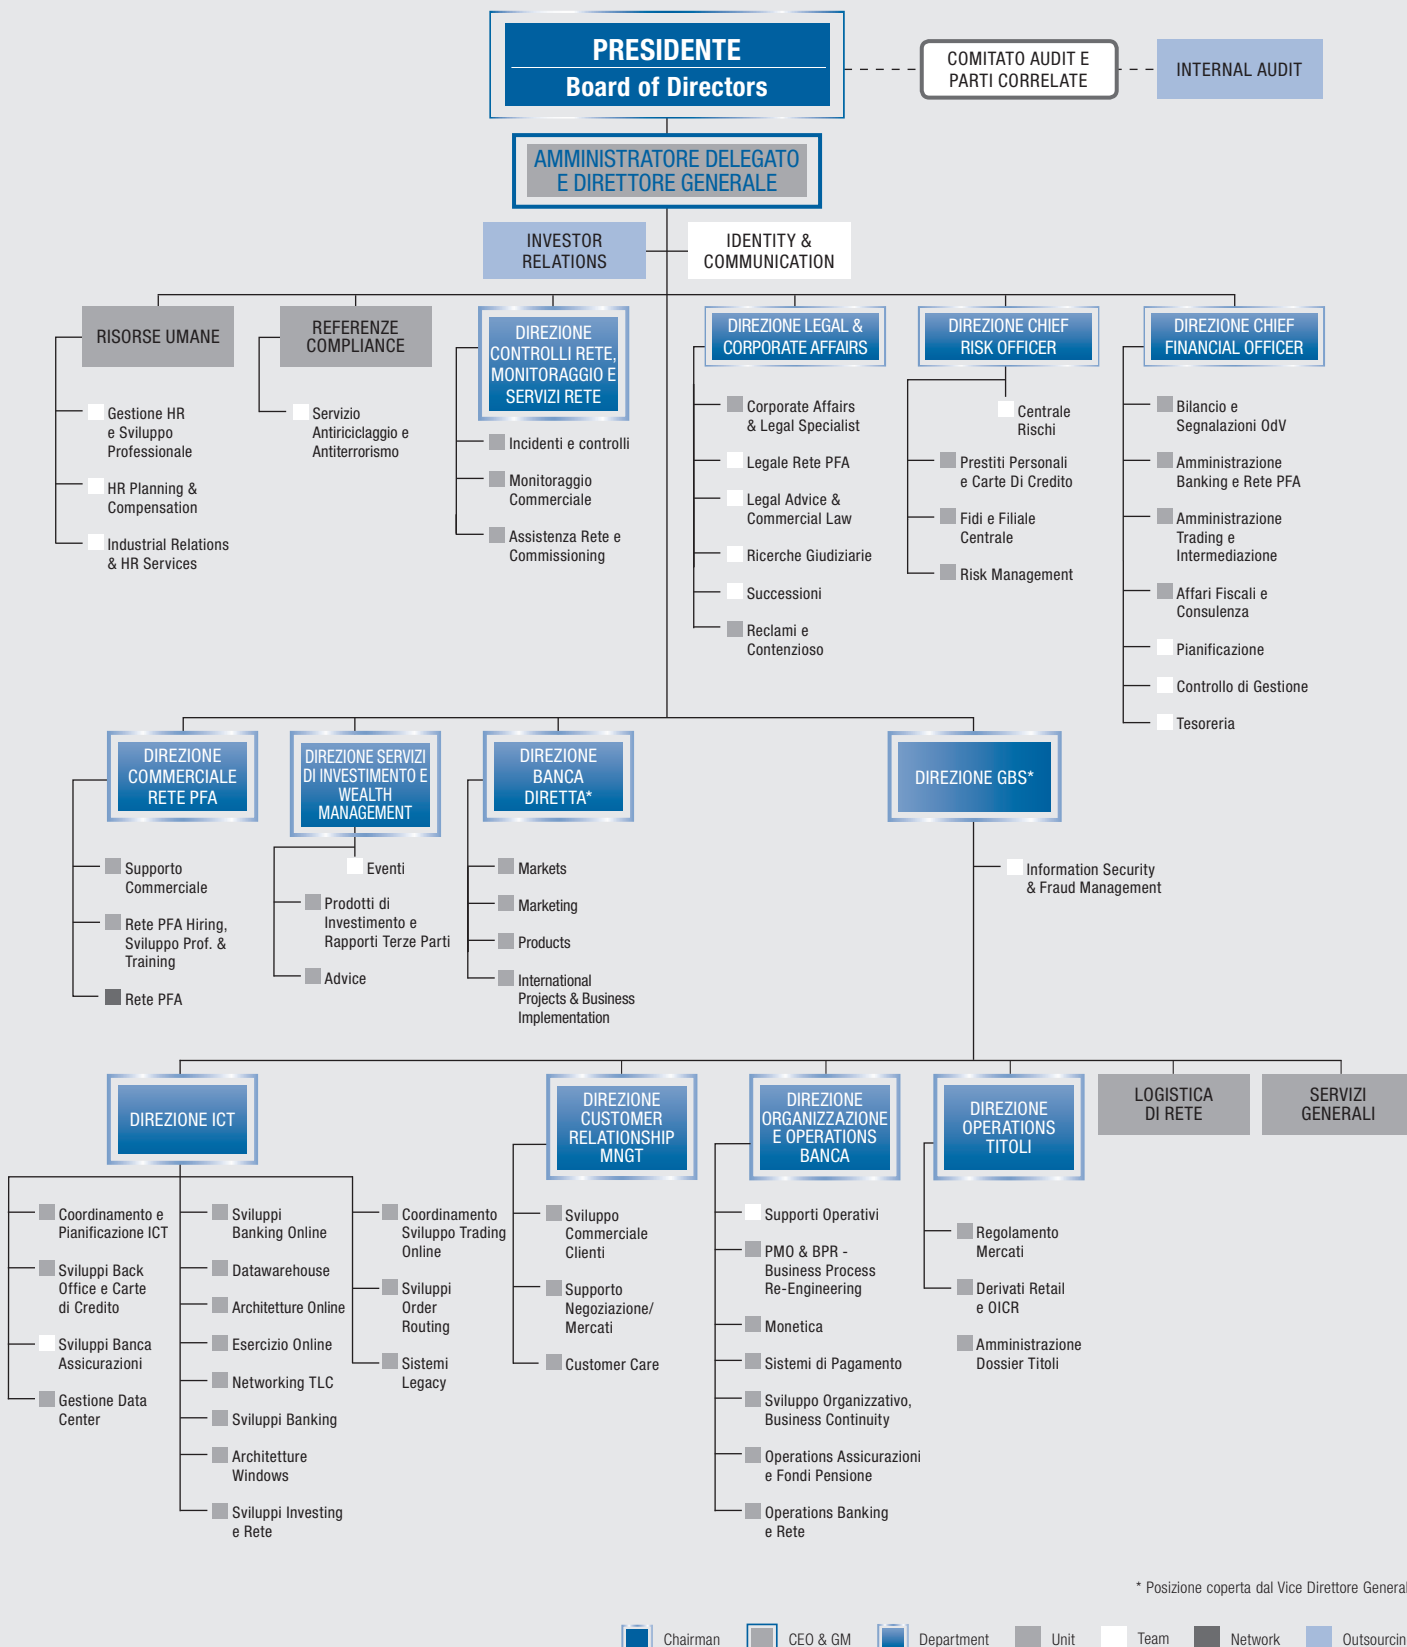 PRESIDENTE
Board of Directors
COMITATO AUDIT E
PARTI CORRELATE
INTERNAL AUDIT
AMMINISTRATORE DELEGATO
E DIRETTORE GENERALE
INVESTOR
RELATIONS
IDENTITY &
COMMUNICATION
RISORSE UMANE
Gestione HR
e Sviluppo
Professionale
HR Planning &
Compensation
Industrial Relations
& HR Services
REFERENZE
COMPLIANCE
Servizio
Antiriciclaggio e
Antiterrorismo
DIREZIONE
CONTROLLI RETE,
MONITORAGGIO E
SERVIZI RETE
Incidenti e controlli
Monitoraggio
Commerciale
Assistenza Rete e
Commissioning
DIREZIONE LEGAL &
CORPORATE AFFAIRS
Corporate Affairs
& Legal Specialist
Legale Rete PFA
Legal Advice &
Commercial Law
Ricerche Giudiziarie
Successioni
Reclami e
Contenzioso
DIREZIONE CHIEF
RISK OFFICER
Centrale
Rischi
Prestiti Personali
e Carte Di Credito
Fidi e Filiale
Centrale
Risk Management
DIREZIONE CHIEF
FINANCIAL OFFICER
Bilancio e
Segnalazioni OdV
Amministrazione
Banking e Rete PFA
Amministrazione
Trading e
Intermediazione
Affari Fiscali e
Consulenza
Pianificazione
Controllo di Gestione
Tesoreria
DIREZIONE
COMMERCIALE
RETE PFA
Supporto
Commerciale
Rete PFA Hiring,
Sviluppo Prof. &
Training
Rete PFA
DIREZIONE SERVIZI
DI INVESTIMENTO E
WEALTH
MANAGEMENT
Eventi
Prodotti di
Investimento e
Rapporti Terze Parti
Advice
DIREZIONE
BANCA
DIRETTA*
Markets
Marketing
Products
International
Projects & Business
Implementation
DIREZIONE GBS*
Information Security
& Fraud Management
DIREZIONE ICT
Coordinamento e
Pianificazione ICT
Sviluppi Back
Office e Carte
di Credito
Sviluppi Banca
Assicurazioni
Gestione Data
Center
Sviluppi
Banking Online
Datawarehouse
Architetture Online
Esercizio Online
Networking TLC
Sviluppi Banking
Architetture
Windows
Sviluppi Investing
e Rete
Coordinamento
Sviluppo Trading
Online
Sviluppi
Order
Routing
Sistemi
Legacy
DIREZIONE
CUSTOMER
RELATIONSHIP
MNGT
Sviluppo
Commerciale
Clienti
Supporto
Negoziazione/
Mercati
Customer Care
DIREZIONE
ORGANIZZAZIONE
E OPERATIONS
BANCA
Supporti Operativi
PMO & BPR -
Business Process
Re-Engineering
Monetica
Sistemi di Pagamento
Sviluppo Organizzativo,
Business Continuity
Operations Assicurazioni
e Fondi Pensione
Operations Banking
e Rete
DIREZIONE
OPERATIONS
TITOLI
Regolamento
Mercati
Derivati Retail
e OICR
Amministrazione
Dossier Titoli
LOGISTICA
DI RETE
SERVIZI
GENERALI
* Posizione coperta dal Vice Direttore General
Chairman
CEO & GM
Department
Unit
Team
Network
Outsourcin